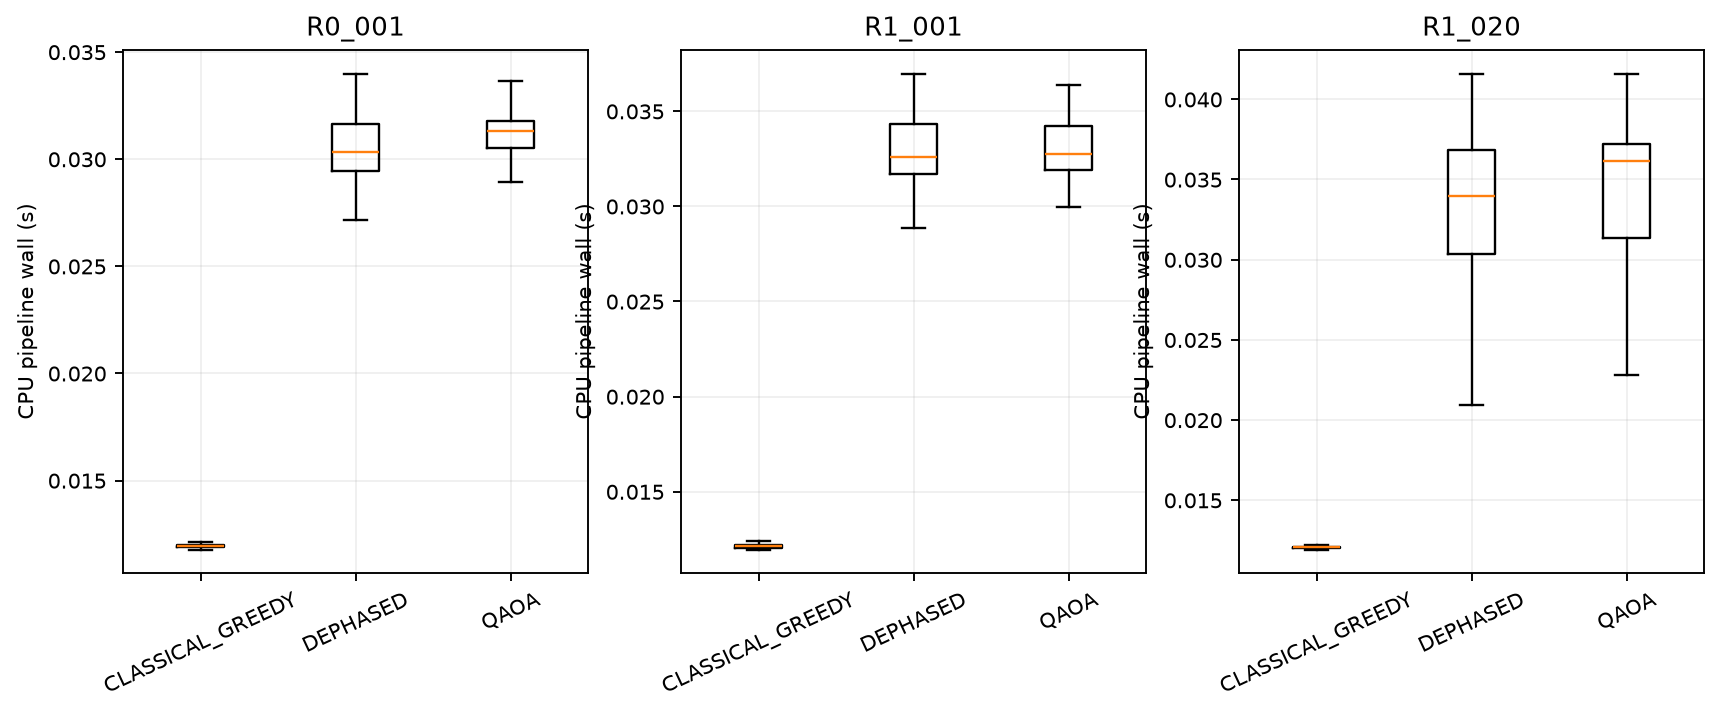 R0_001
CPU pipeline wall (s)
0.035
0.030
0.025
0.020
0.015
CLASSICAL_GREEDY
DEPHASED
QAOA
R1_001
CPU pipeline wall (s)
0.035
0.030
0.025
0.020
0.015
CLASSICAL_GREEDY
DEPHASED
QAOA
R1_020
CPU pipeline wall (s)
0.040
0.035
0.030
0.025
0.020
0.015
CLASSICAL_GREEDY
DEPHASED
QAOA